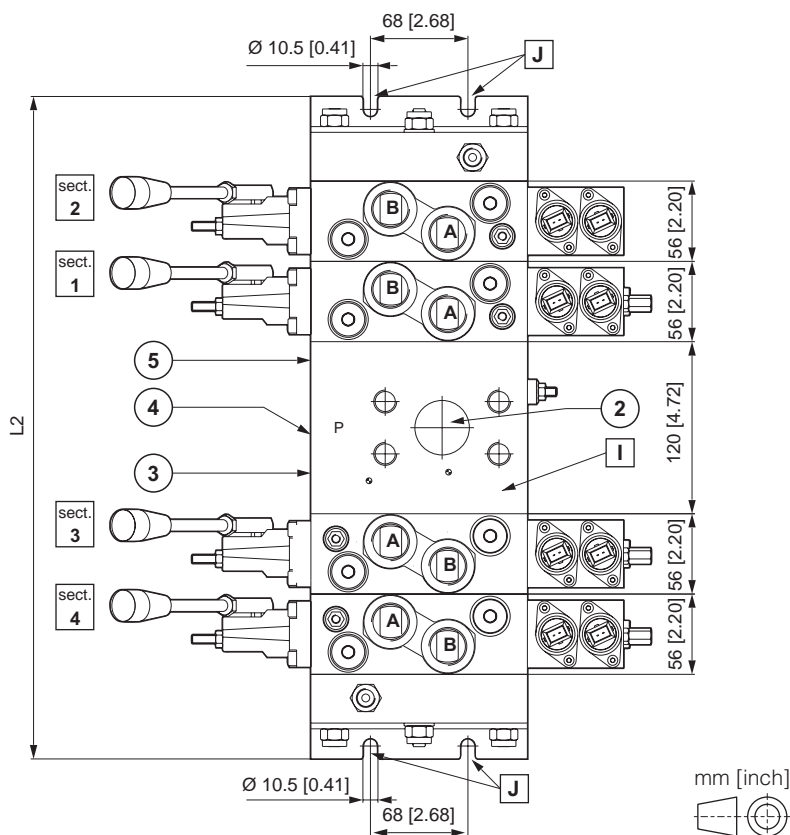 68 [2.68]
Ø 10.5 [0.41]
J
sect.
2
B
A
56 [2.20]
sect.
1
B
A
56 [2.20]
5
4
P
2
120 [4.72]
L2
3
I
sect.
3
A
B
56 [2.20]
sect.
4
A
B
56 [2.20]
Ø 10.5 [0.41]
J
68 [2.68]
mm [inch]